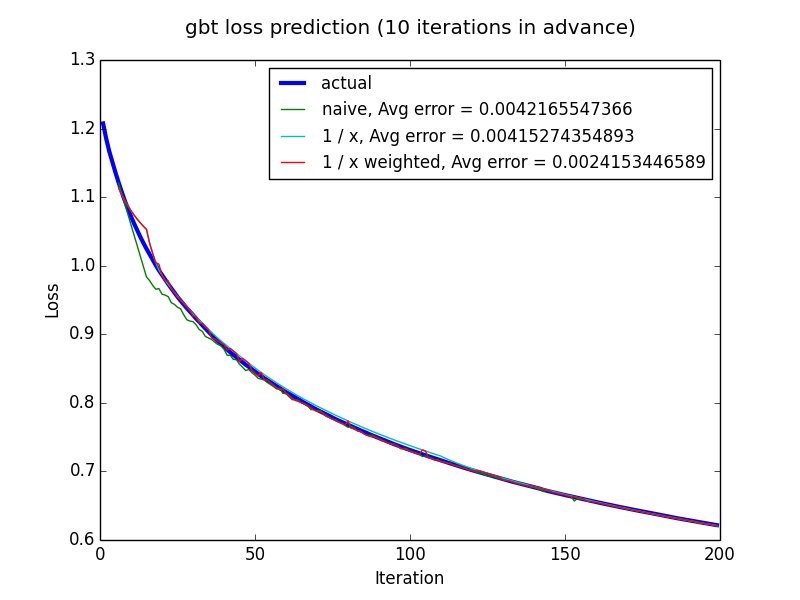 gbt loss prediction (10 iterations in advance)
1.3
1.2
1.1
1.0
0.9
0.8
0.7
0.6
Loss
actual
naive, Avg error = 0.0042165547366
1 / x, Avg error = 0.00415274354893
1 / x weighted, Avg error = 0.0024153446589
0 50 100 150 200
Iteration